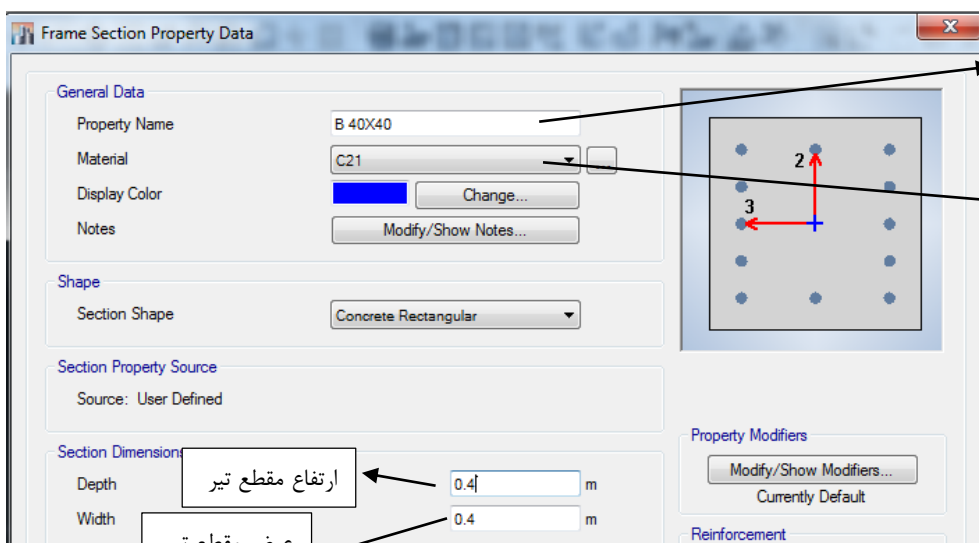 Frame Section Property Data
General Data
Property Name
B 40X40
Material
C21
...
Display Color
Change...
Notes
Modify/Show Notes...
2
3
Shape
Section Shape
Concrete Rectangular
Section Property Source
Source: User Defined
Section Dimensions
Depth
ارتفاع مقطع تیر
0.4
m
Width
0.4
m
Property Modifiers
Modify/Show Modifiers...
Currently Default
Reinforcement